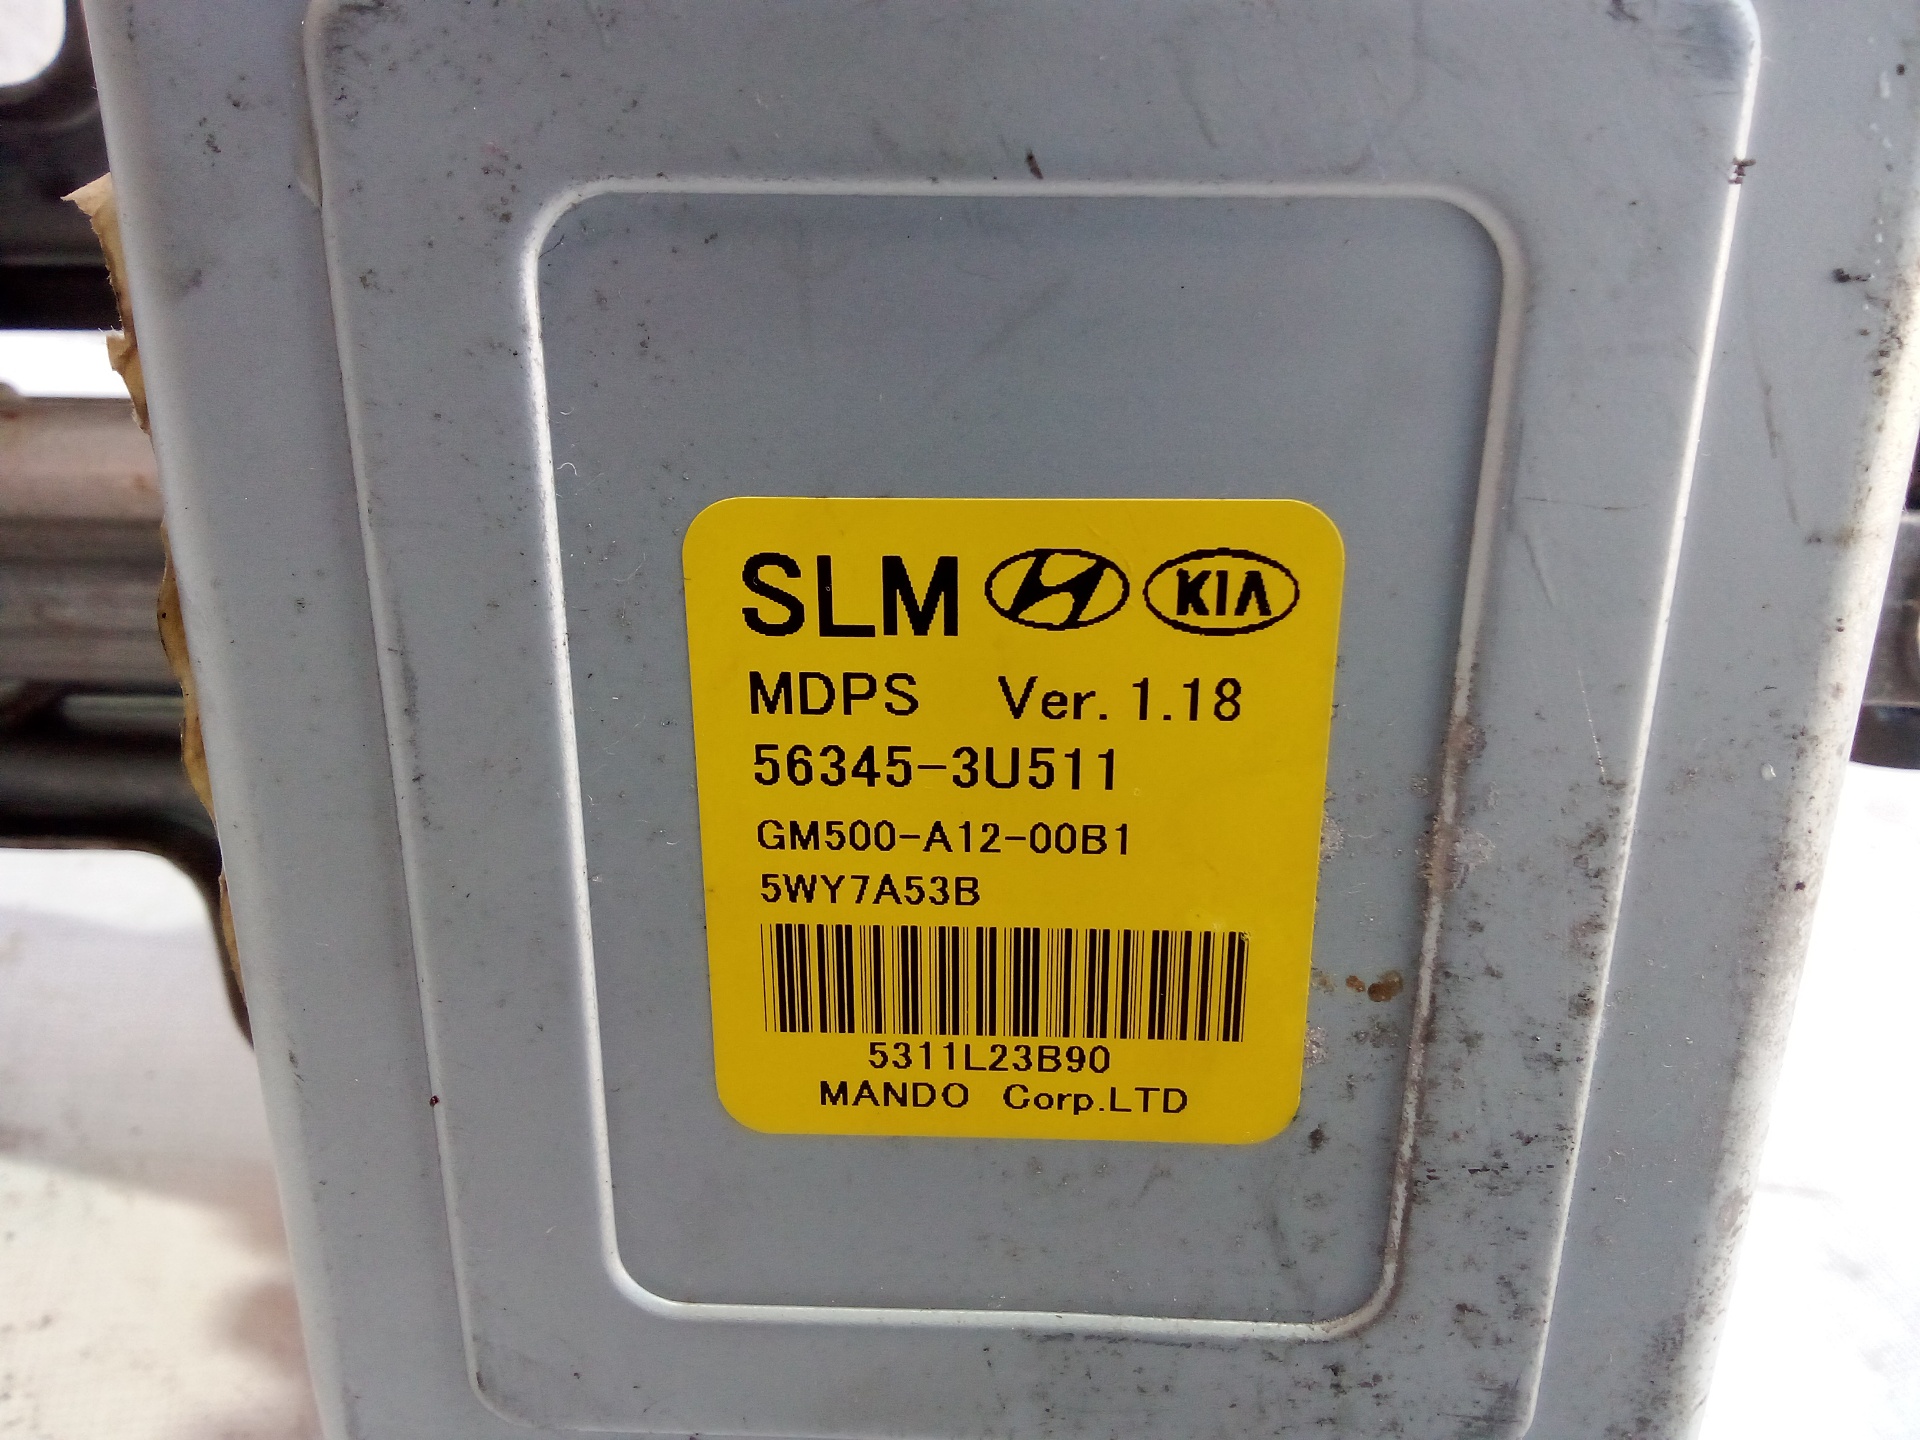 SLM H KIA
MDPS Ver. 1.18
56345-3U511
GM500-A12-00B1
5WY7A53B
5311L23B90
MANDO Corp.LTD